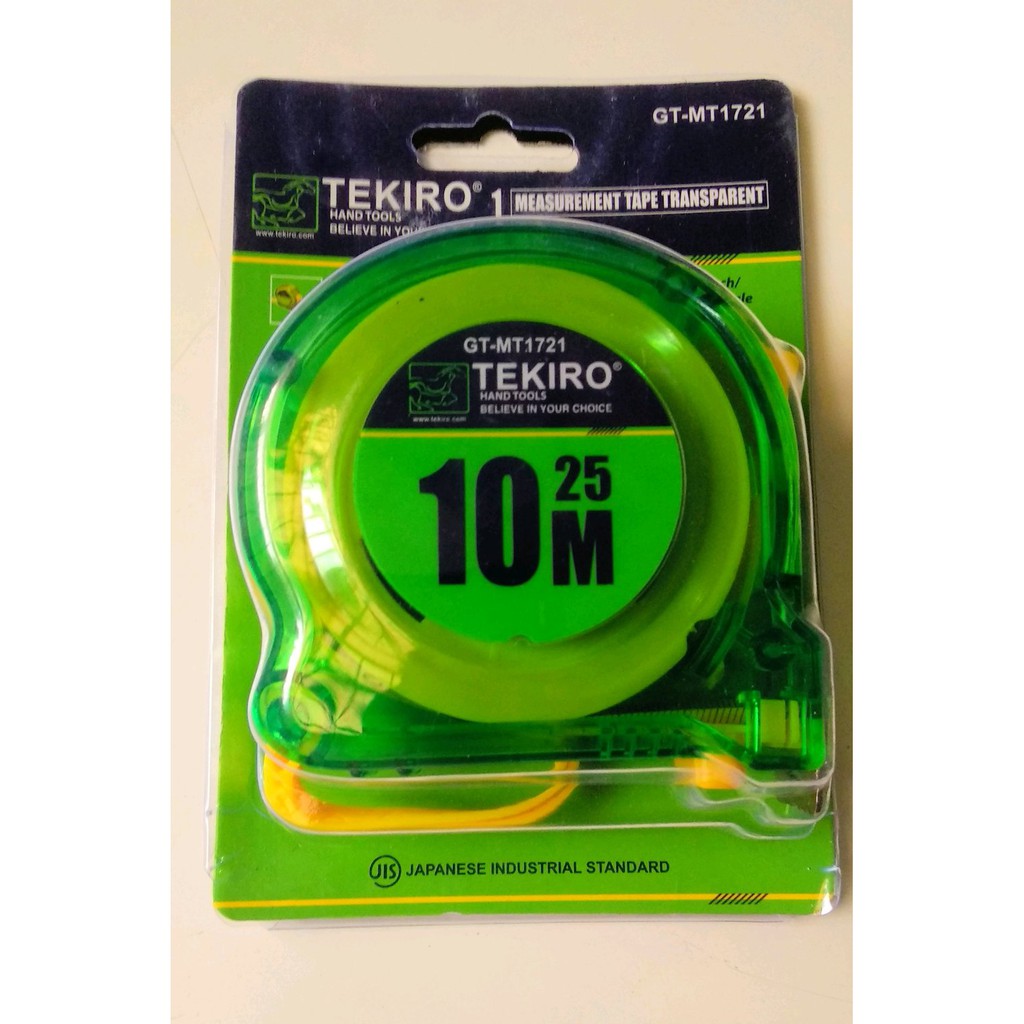 GT-MT1721
TEKIRO®
HAND TOOLS
BELIEVE IN YOU
www.tekiro.com
1 MEASUREMENT TAPE TRANSPARENT
GT-MT1721
TEKIRO®
HAND TOOLS
BELIEVE IN YOUR CHOICE
www.tekiro.com
10 25 M
JIS JAPANESE INDUSTRIAL STANDARD